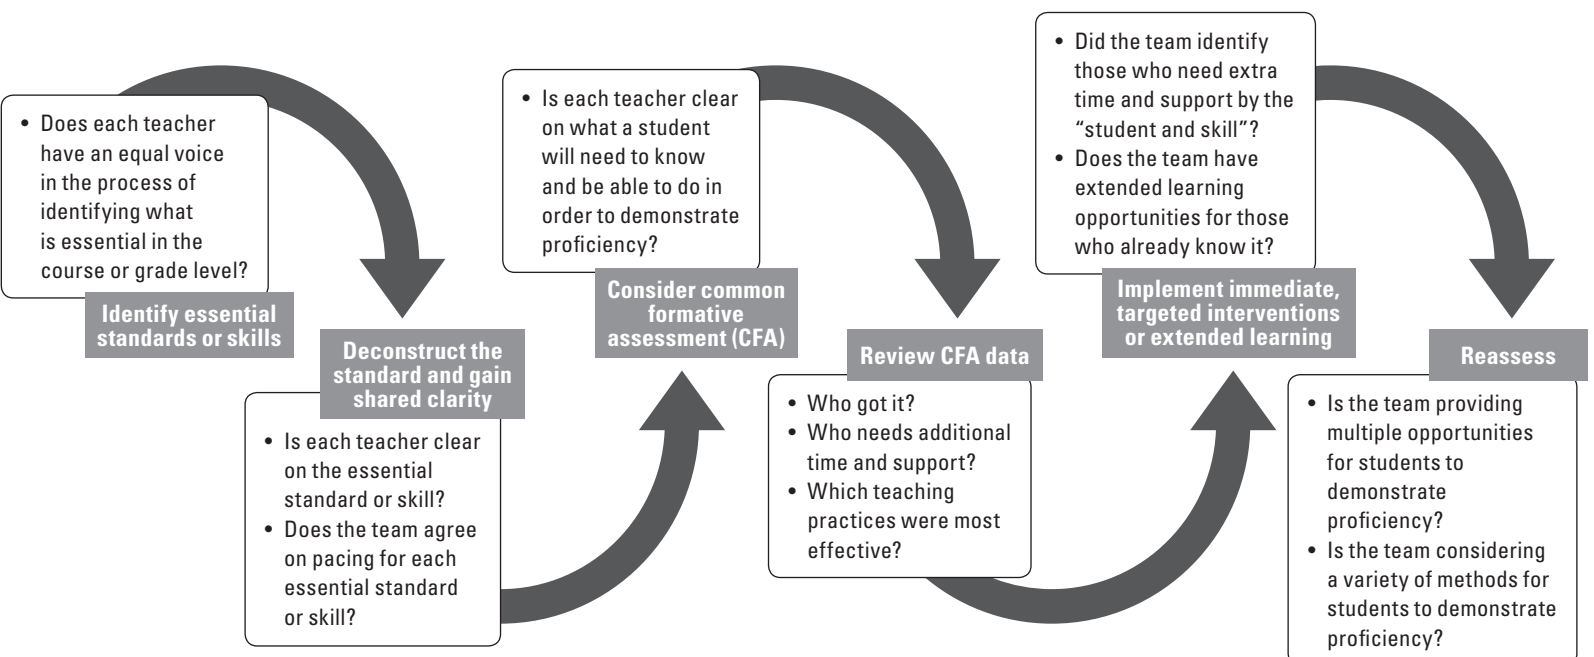 • Does each teacher
have an equal voice
in the process of
identifying what
is essential in the
course or grade level?
Identify essential
standards or skills
Deconstruct the
standard and gain
shared clarity
• Is each teacher clear
on the essential
standard or skill?
• Does the team agree
on pacing for each
essential standard
or skill?
• Is each teacher clear
on what a student
will need to know
and be able to do in
order to demonstrate
proficiency?
Consider common
formative
assessment (CFA)
Review CFA data
• Who got it?
• Who needs additional
time and support?
• Which teaching
practices were most
effective?
• Did the team identify
those who need extra
time and support by the
“student and skill”?
• Does the team have
extended learning
opportunities for those
who already know it?
Implement immediate,
targeted interventions
or extended learning
Reassess
• Is the team providing
multiple opportunities
for students to
demonstrate
proficiency?
• Is the team considering
a variety of methods for
students to demonstrate
proficiency?